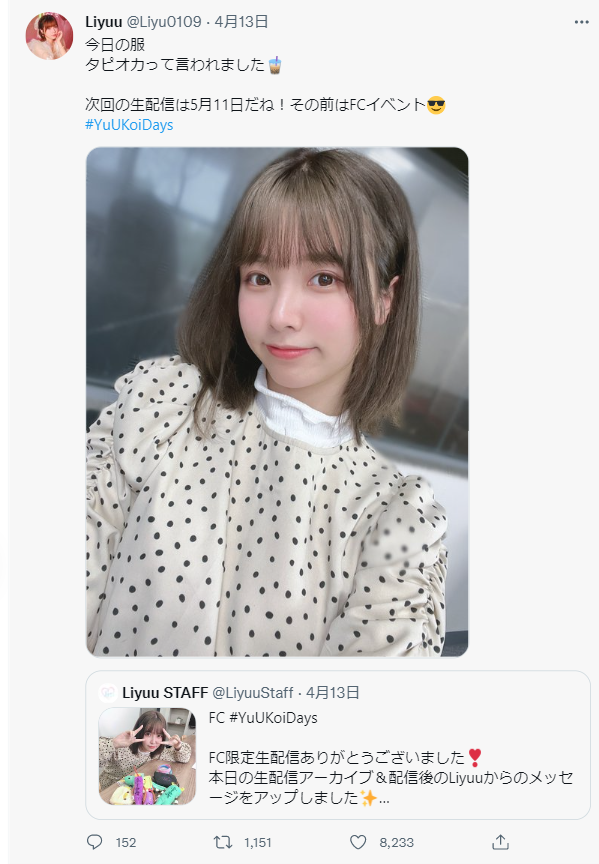 Liyuu @Liyu0109 · 4月13日
今日の服
タピオカって言われました🧋
次回の生配信は5月11日だね！その前はFCイベント😎
#YuUKoiDays
Liyuu STAFF @LiyuuStaff · 4月13日
FC #YuUKoiDays
FC限定生配信ありがとうございました❣️
本日の生配信アーカイブ＆配信後のLiyuuからのメッセ
ージをアップしました✨...
152 1,151 8,233